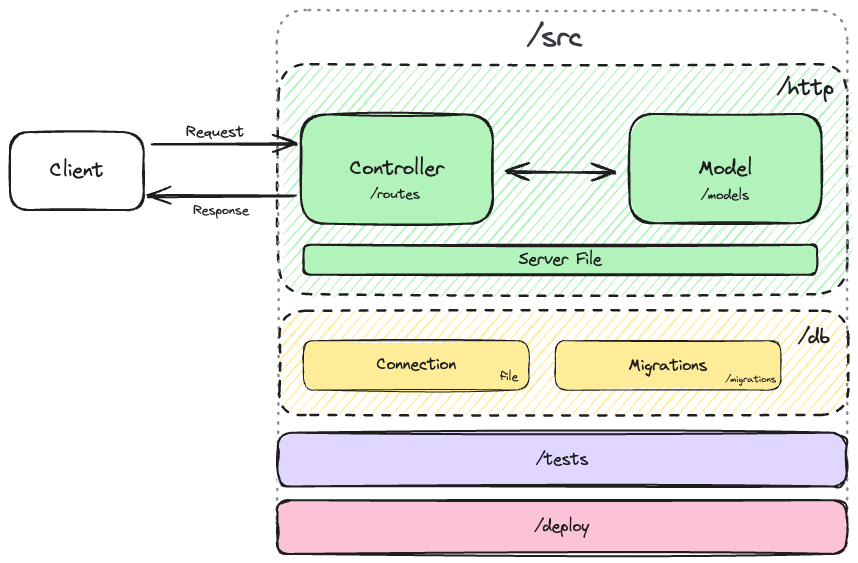 /src
/http
Request
Client
Controller
/routes
Model
/models
Response
Server File
/db
Connection
file
Migrations
/migrations
/tests
/deploy